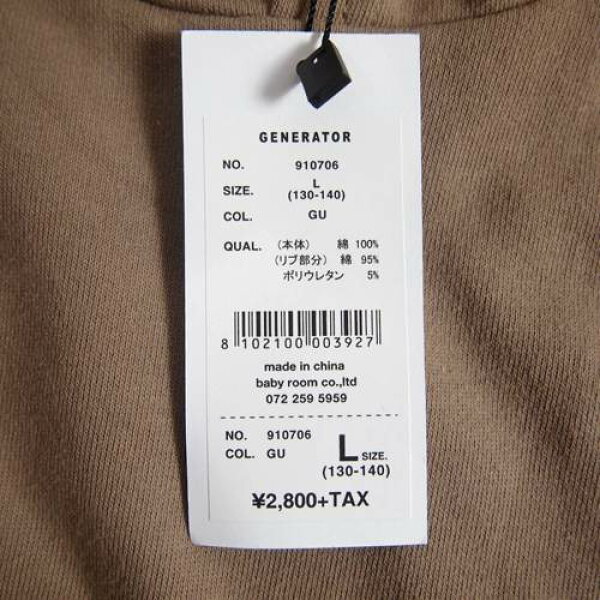 GENERATOR
NO. 910706
SIZE. L
(130-140)
COL. GU
QUAL. (本体) 綿 100%
(リブ部分) 綿 95%
ポリウレタン 5%
8 102100 003927
made in china
baby room co.,ltd
072 259 5959
NO. 910706
COL. GU L SIZE.
(130-140)
¥2,800+TAX